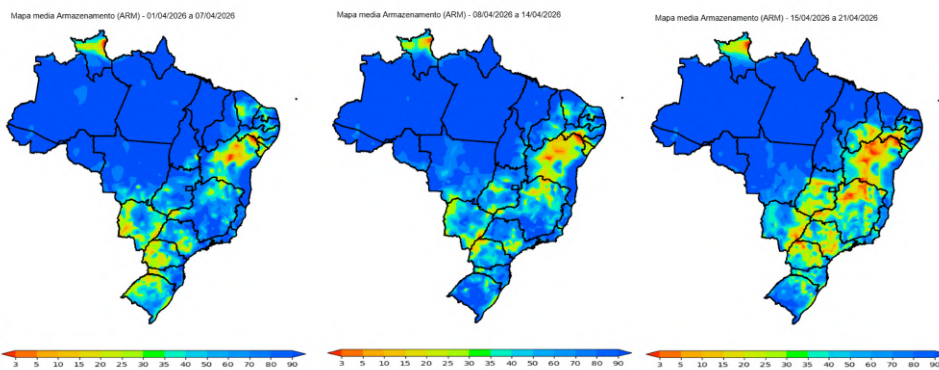 Mapa media Armazenamento (ARM) - 01/04/2026 a 07/04/2026
Mapa media Armazenamento (ARM) - 08/04/2026 a 14/04/2026
Mapa media Armazenamento (ARM) - 15/04/2026 a 21/04/2026
3 5 10 15 20 25 30 35 40 50 60 70 80 90
3 5 10 15 20 25 30 35 40 50 60 70 80 90
3 5 10 15 20 25 30 35 40 50 60 70 80 90